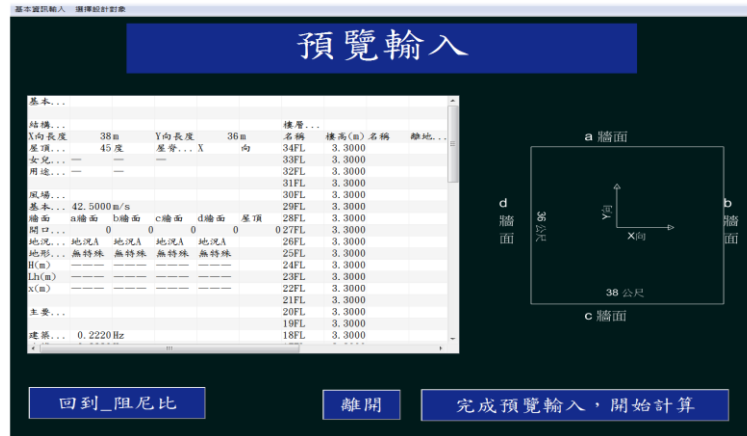 基本資訊輸入 選擇設計對象
預覽輸入
基本...
結構... 樓層...
X向長度 38m Y向長度 36m 名稱 樓高(m) 名稱 離地...
屋頂... 45度 屋脊... X 向 34FL 3.3000
女兒... — — — 33FL 3.3000
用途... — — 32FL 3.3000
31FL 3.3000
風場... 30FL 3.3000
基本... 42.5000m/s 29FL 3.3000
牆面 a牆面 b牆面 c牆面 d牆面 屋頂 28FL 3.3000
開口... 0 0 0 0 0 27FL 3.3000
地況... 地況A 地況A 地況A 地況A 26FL 3.3000
地形... 無特殊 無特殊 無特殊 無特殊 25FL 3.3000
H(m) ——— ——— ——— ——— 24FL 3.3000
Lh(m) ——— ——— ——— ——— 23FL 3.3000
x(m) ——— ——— ——— ——— 22FL 3.3000
21FL 3.3000
主要... 20FL 3.3000
19FL 3.3000
建築... 0.2220Hz 18FL 3.3000
a 牆面
b 牆面
c 牆面
d 牆面
Y向
X向
36 公尺
38 公尺
回到_阻尼比
離開
完成預覽輸入，開始計算